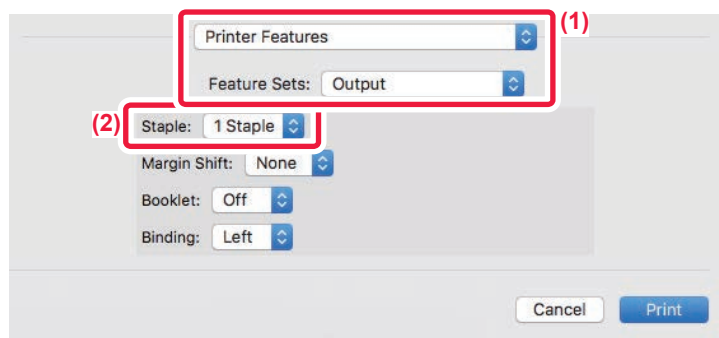 (1)
Printer Features
Feature Sets: Output
(2) Staple: 1 Staple
Margin Shift: None
Booklet: Off
Binding: Left
Cancel Print